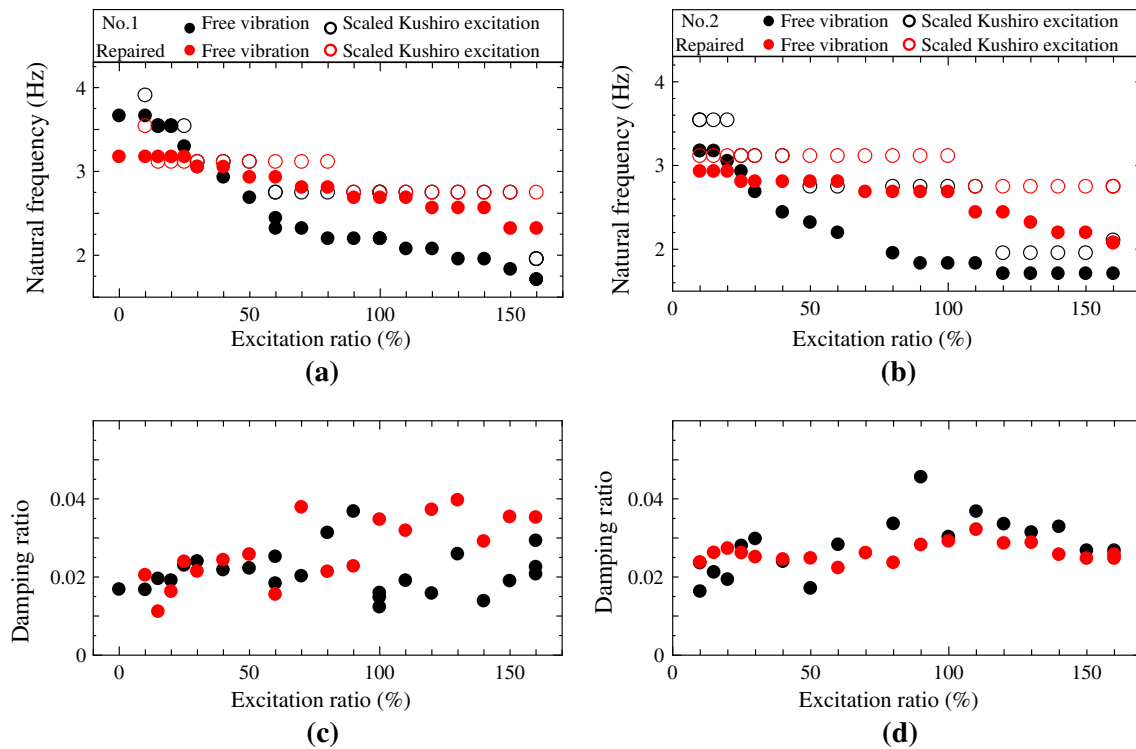 No.1 Free vibration Scaled Kushiro excitation
Repaired Free vibration Scaled Kushiro excitation
Natural frequency (Hz)
4
3
2
0 50 100 150
Excitation ratio (%)
(a)
No.2 Free vibration Scaled Kushiro excitation
Repaired Free vibration Scaled Kushiro excitation
Natural frequency (Hz)
4
3
2
0 50 100 150
Excitation ratio (%)
(b)
Damping ratio
0.04
0.02
0
0 50 100 150
Excitation ratio (%)
(c)
Damping ratio
0.04
0.02
0
0 50 100 150
Excitation ratio (%)
(d)